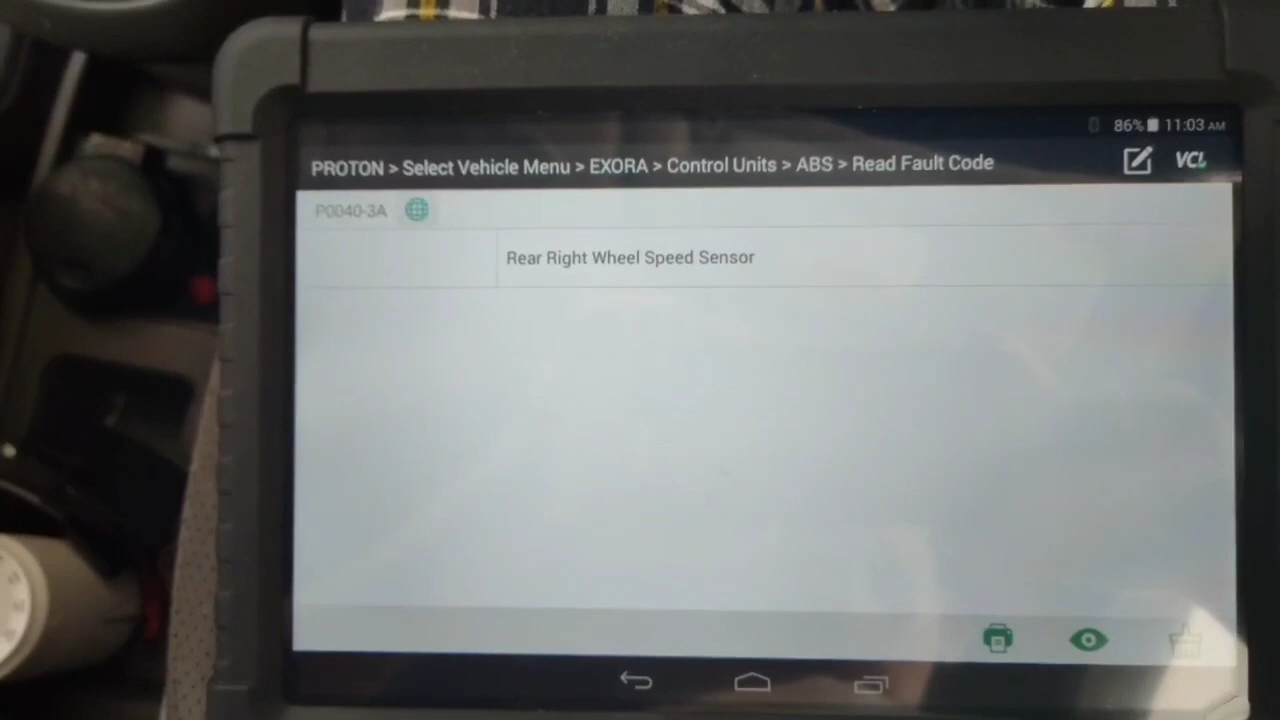 86% 11:03 AM
PROTON > Select Vehicle Menu > EXORA > Control Units > ABS > Read Fault Code
VCI
P0040-3A
Rear Right Wheel Speed Sensor